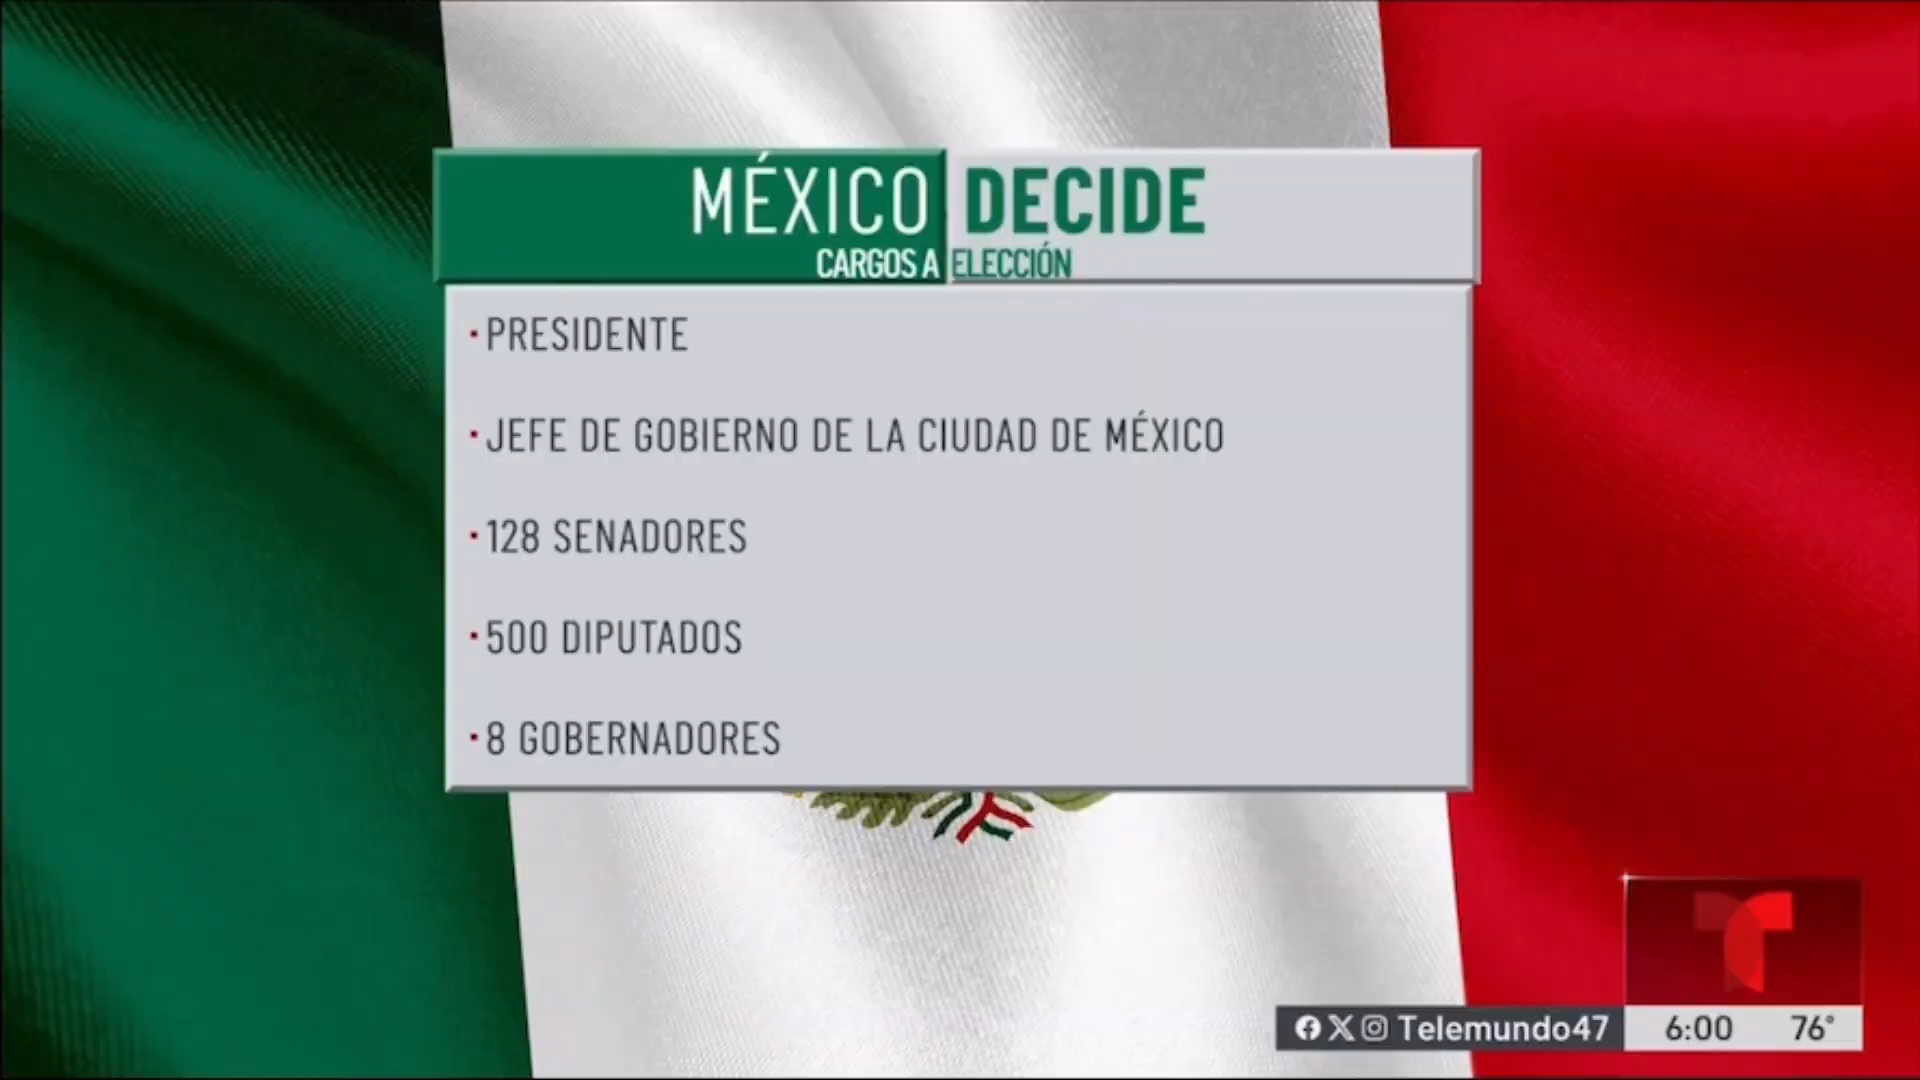 MÉXICO DECIDE
CARGOS A ELECCIÓN
·PRESIDENTE
·JEFE DE GOBIERNO DE LA CIUDAD DE MÉXICO
·128 SENADORES
·500 DIPUTADOS
·8 GOBERNADORES
Telemundo47
6:00 76°